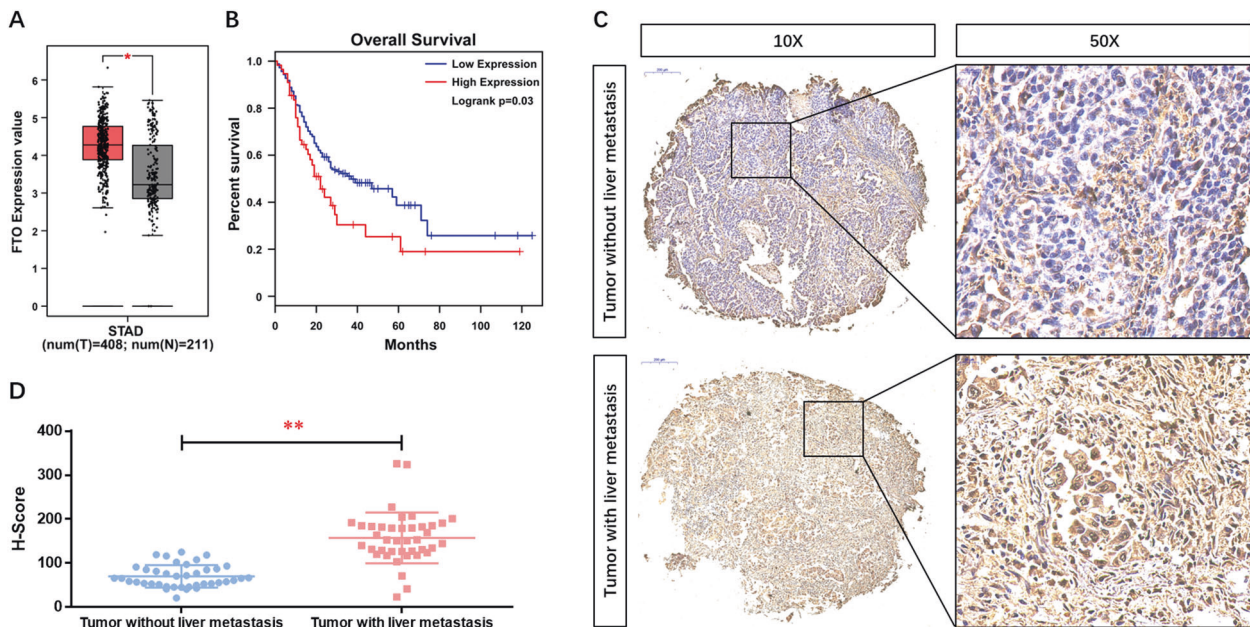 A
*
FTO Expression value
6
5
4
3
2
1
0
STAD
(num(T)=408; num(N)=211)
B
Overall Survival
Low Expression
High Expression
Logrank p=0.03
Percent survival
1.0
0.8
0.6
0.4
0.2
0
0 20 40 60 80 100 120
Months
C
10X
50X
Tumor without liver metastasis
Tumor with liver metastasis
D
**
H-Score
400
300
200
100
0
Tumor without liver metastasis
Tumor with liver metastasis